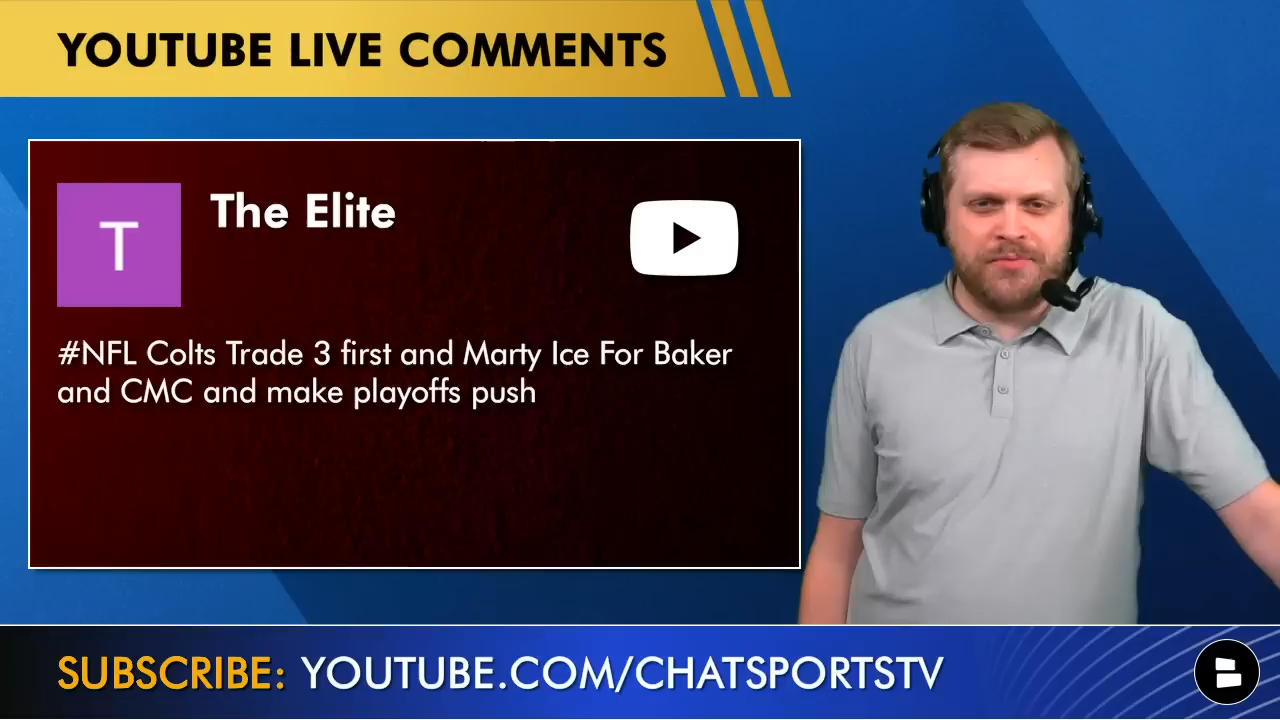 YOUTUBE LIVE COMMENTS
T
The Elite
#NFL Colts Trade 3 first and Marty Ice For Baker
and CMC and make playoffs push
SUBSCRIBE: YOUTUBE.COM/CHATSPORTSTV